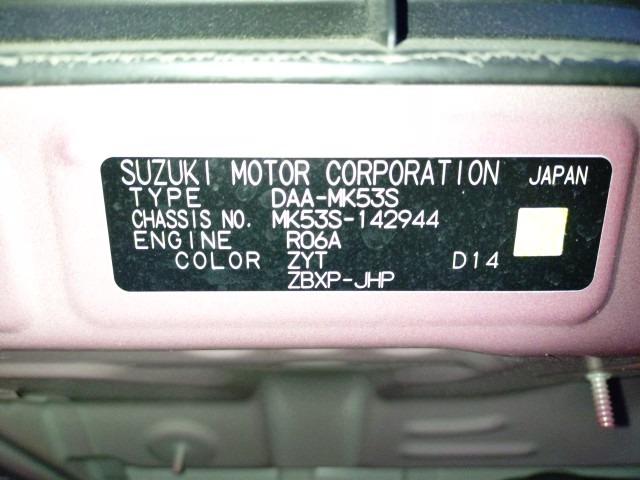 SUZUKI MOTOR CORPORATION JAPAN
TYPE DAA-MK53S
CHASSIS NO. MK53S-142944
ENGINE R06A
COLOR ZYT D14
ZBXP-JHP